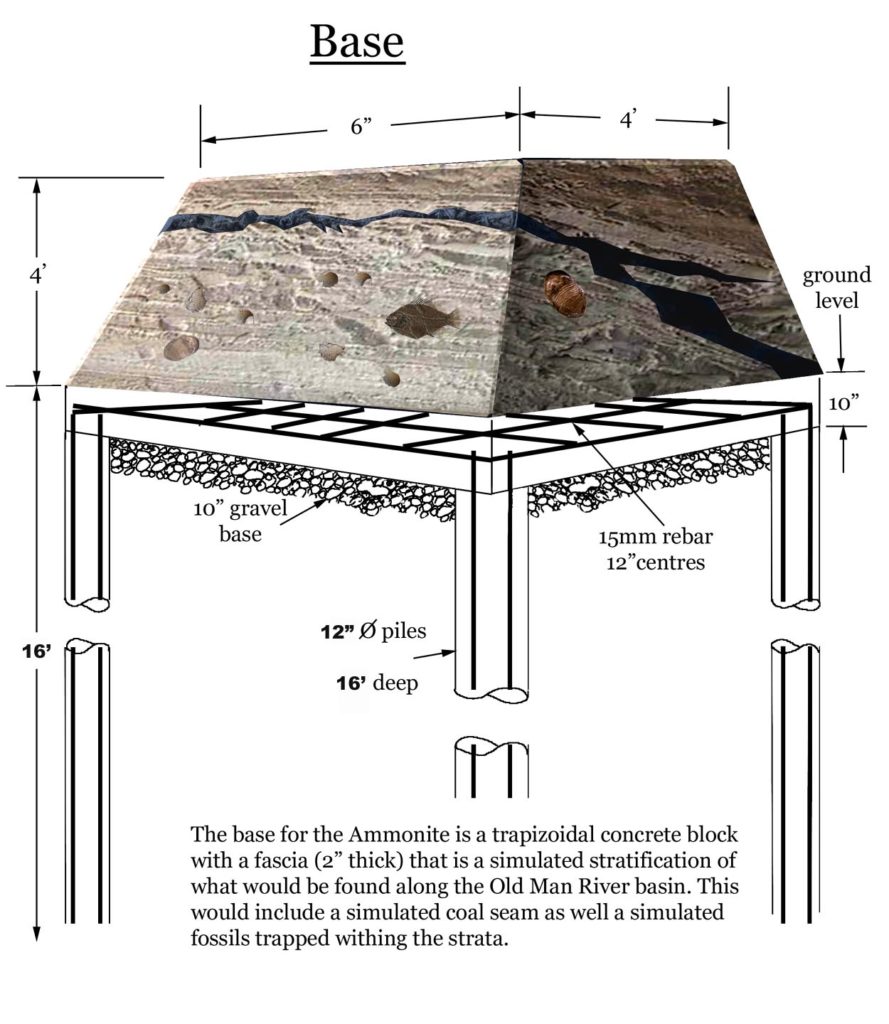 Base
6”
4’
4’
ground
level
10”
10” gravel
base
15mm rebar
12”centres
12” Ø piles
16’
16’ deep
The base for the Ammonite is a trapizoidal concrete block
with a fascia (2” thick) that is a simulated stratification of
what would be found along the Old Man River basin. This
would include a simulated coal seam as well a simulated
fossils trapped withing the strata.